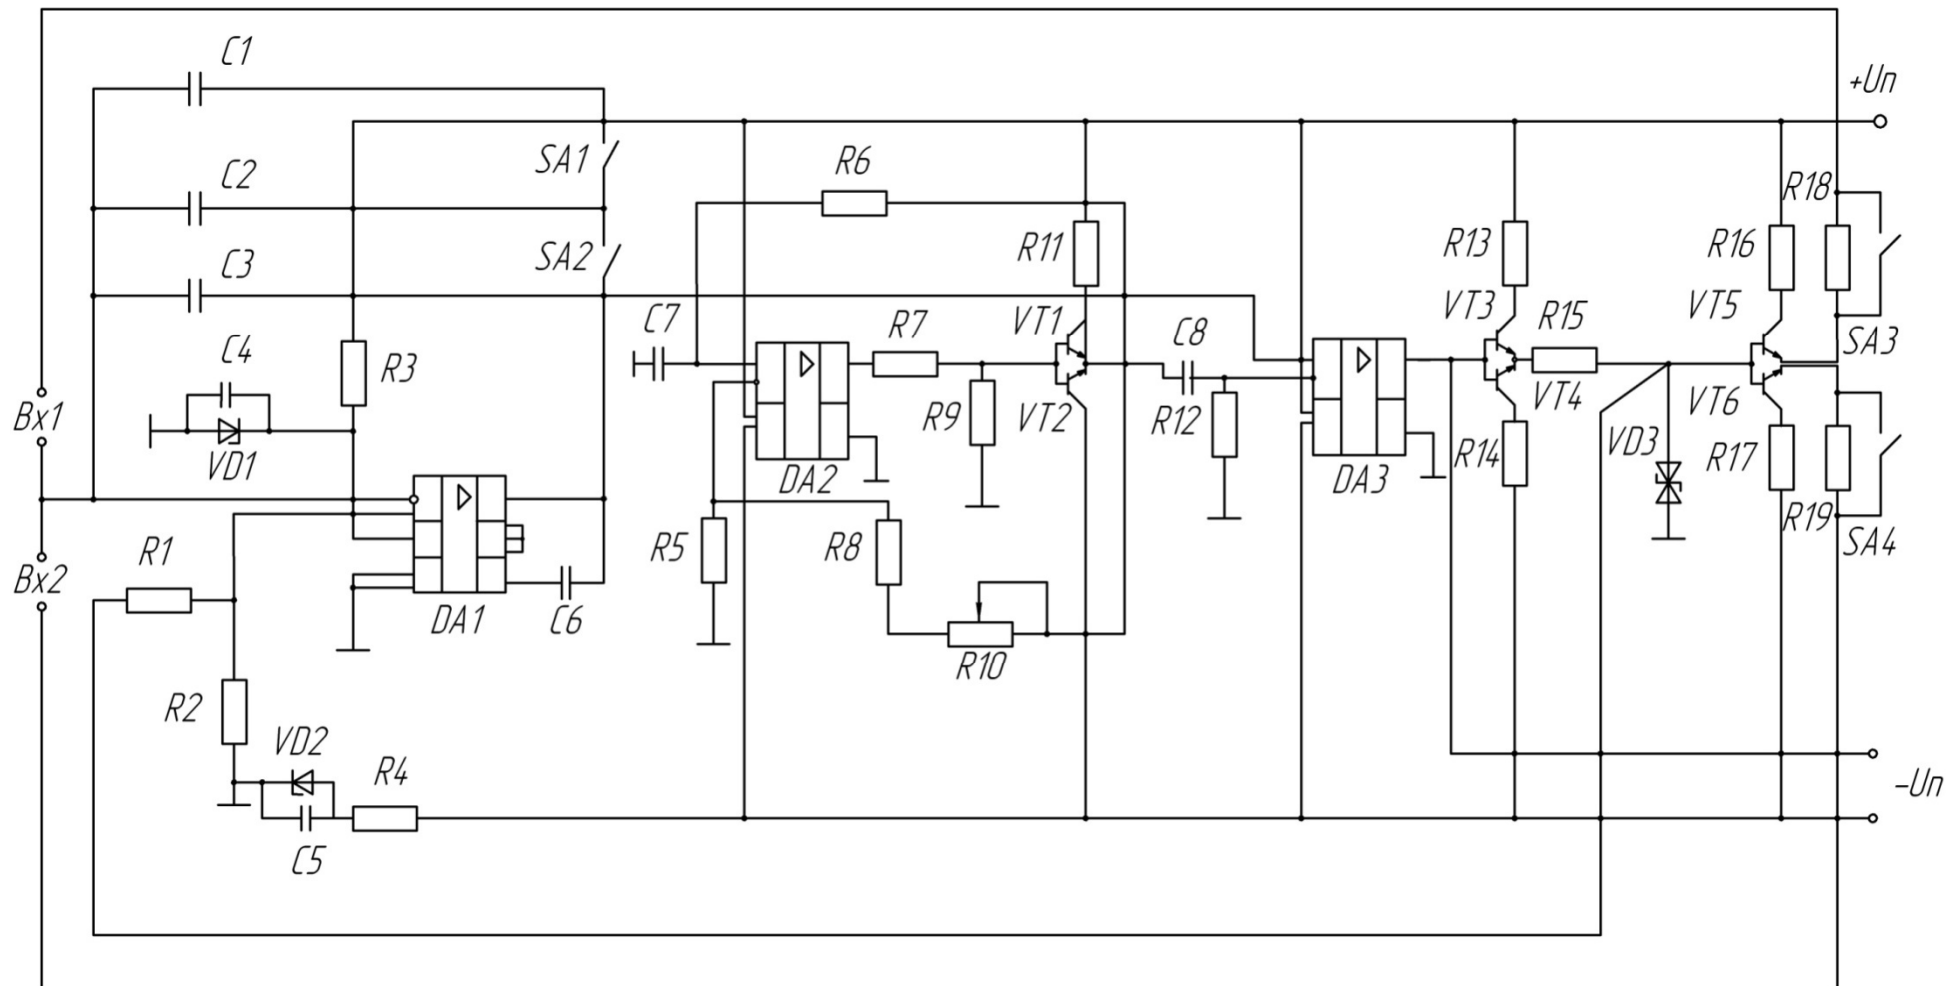 C1
+Un
SA1
C2
R6
R18
C3
SA2
R11
R13
R16
C7
R7
VT1
C8
VT3
R15
VT5
SA3
C4
R3
Вх1
VD1
R9
VT2
R12
VT4
VT6
VD3
R14
R17
DA2
DA3
R1
R5
R8
R19
SA4
Вх2
DA1
C6
R10
R2
VD2
R4
-Un
C5